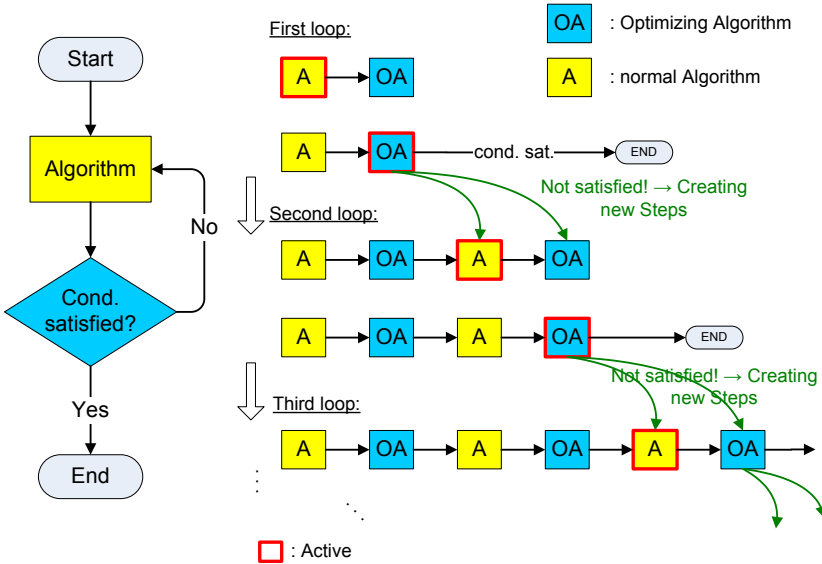 Start
Algorithm
No
Cond.
satisfied?
Yes
End
First loop:
OA : Optimizing Algorithm
A : normal Algorithm
A OA
A OA cond. sat. END
Not satisfied! → Creating
new Steps
Second loop:
A OA A OA
A OA A OA END
Not satisfied! → Creating
new Steps
Third loop:
A OA A OA A OA
: Active